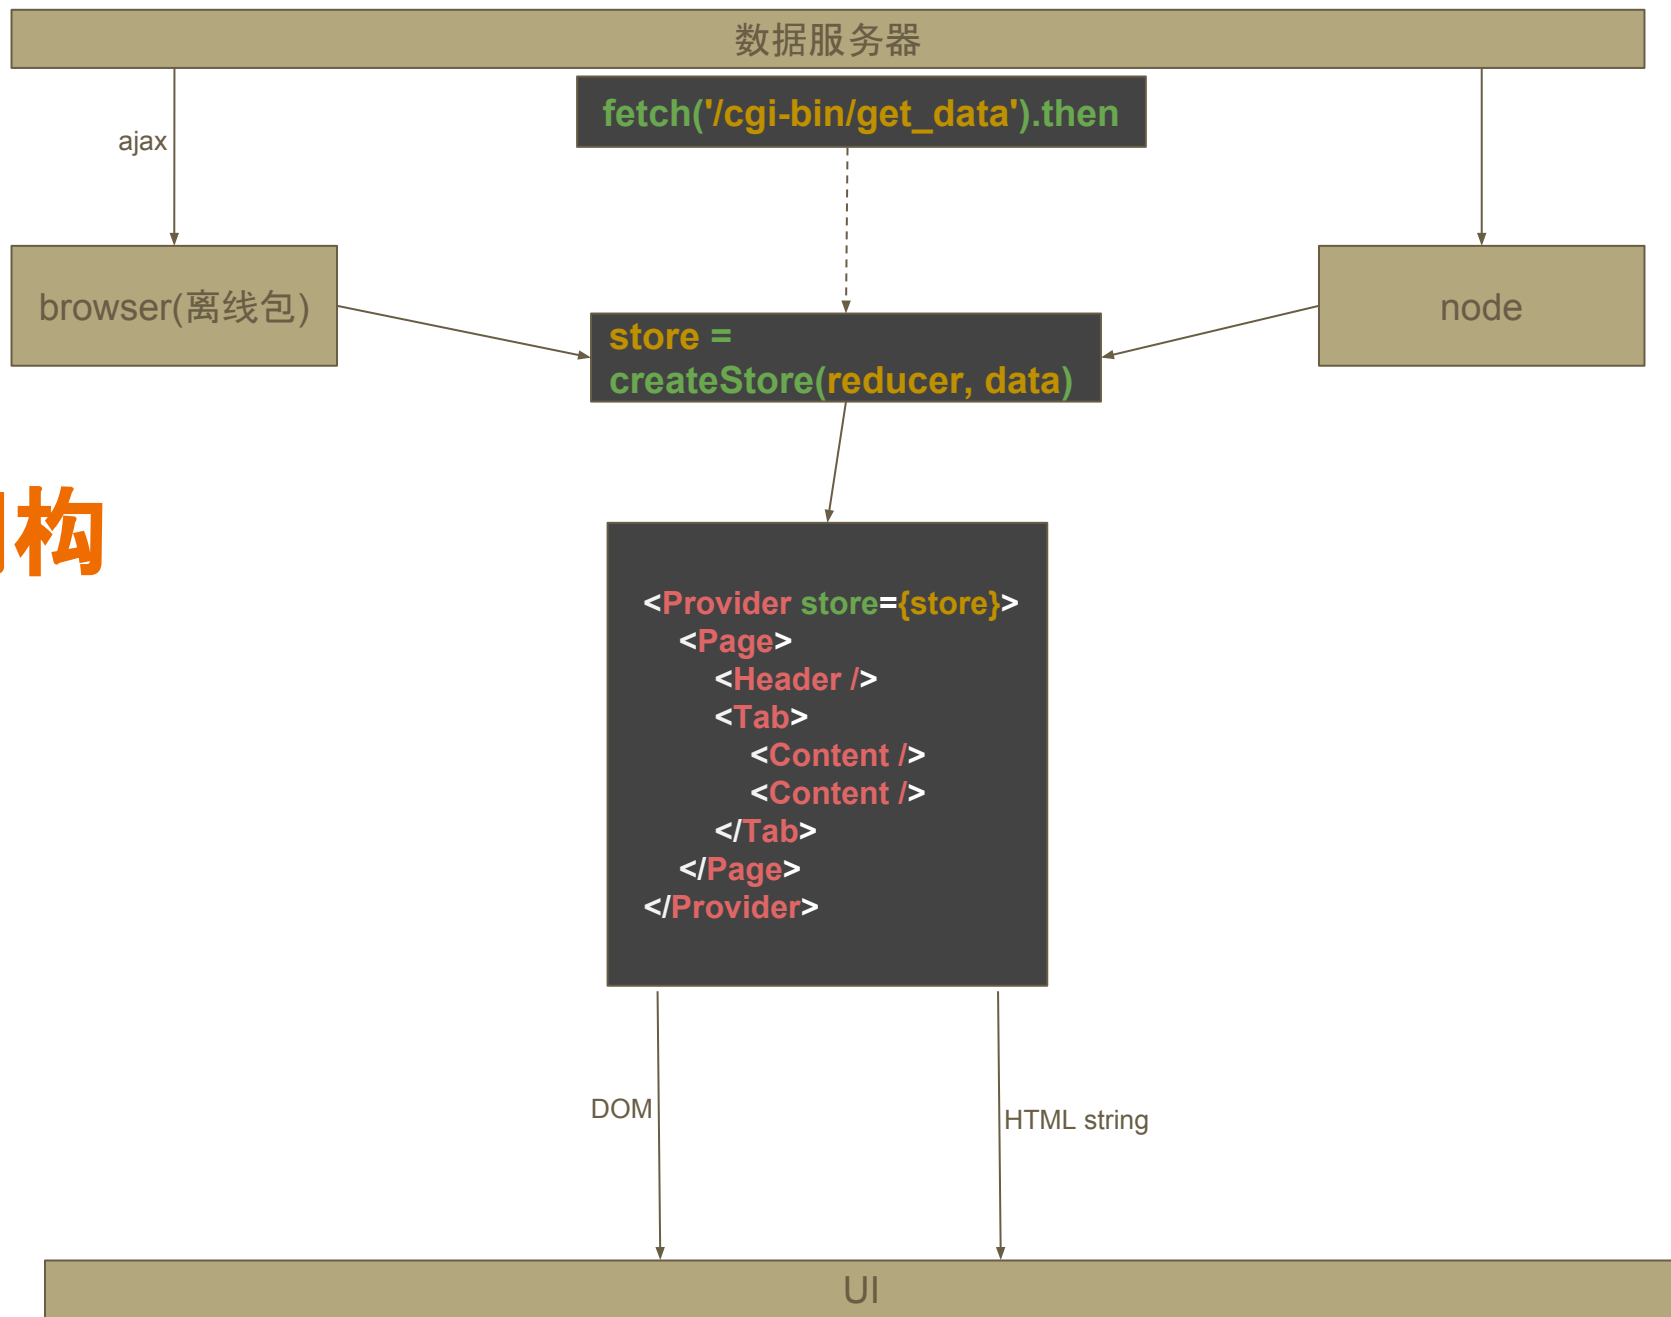 数据服务器
fetch('/cgi-bin/get_data').then
ajax
browser(离线包)
node
store =
createStore(reducer, data)
构
<Provider store={store}>
<Page>
<Header />
<Tab>
<Content />
<Content />
</Tab>
</Page>
</Provider>
DOM
HTML string
UI